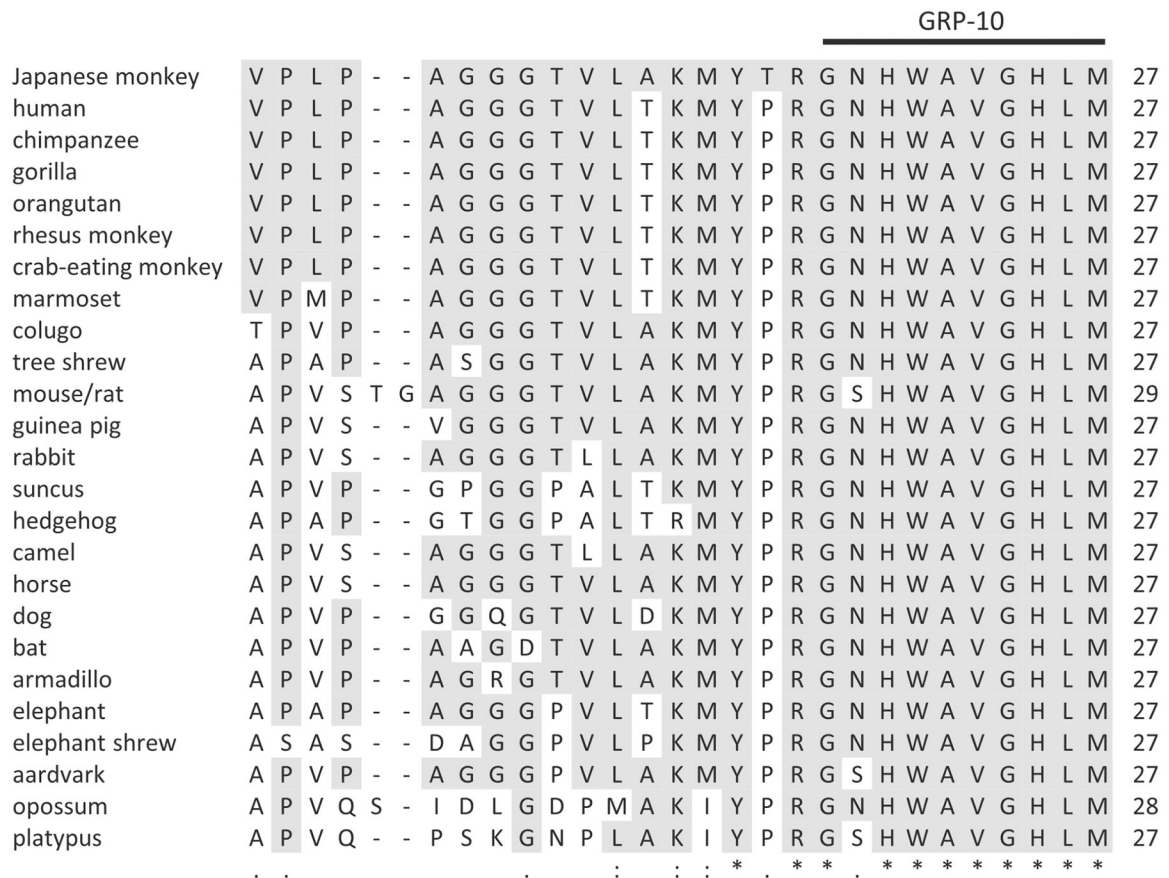 GRP-10
Japanese monkey V P L P - - A G G G T V L A K M Y T R G N H W A V G H L M 27
human V P L P - - A G G G T V L T K M Y P R G N H W A V G H L M 27
chimpanzee V P L P - - A G G G T V L T K M Y P R G N H W A V G H L M 27
gorilla V P L P - - A G G G T V L T K M Y P R G N H W A V G H L M 27
orangutan V P L P - - A G G G T V L T K M Y P R G N H W A V G H L M 27
rhesus monkey V P L P - - A G G G T V L T K M Y P R G N H W A V G H L M 27
crab-eating monkey V P L P - - A G G G T V L T K M Y P R G N H W A V G H L M 27
marmoset V P M P - - A G G G T V L T K M Y P R G N H W A V G H L M 27
colugo T P V P - - A G G G T V L A K M Y P R G N H W A V G H L M 27
tree shrew A P A P - - A S G G T V L A K M Y P R G N H W A V G H L M 27
mouse/rat A P V S T G A G G G T V L A K M Y P R G S H W A V G H L M 29
guinea pig A P V S - - V G G G T V L A K M Y P R G N H W A V G H L M 27
rabbit A P V S - - A G G G T L L A K M Y P R G N H W A V G H L M 27
suncus A P V P - - G P G G P A L T K M Y P R G N H W A V G H L M 27
hedgehog A P A P - - G T G G P A L T R M Y P R G N H W A V G H L M 27
camel A P V S - - A G G G T L L A K M Y P R G N H W A V G H L M 27
horse A P V S - - A G G G T V L A K M Y P R G N H W A V G H L M 27
dog A P V P - - G G Q G T V L D K M Y P R G N H W A V G H L M 27
bat A P V P - - A A G D T V L A K M Y P R G N H W A V G H L M 27
armadillo A P V P - - A G R G T V L A K M Y P R G N H W A V G H L M 27
elephant A P A P - - A G G G P V L T K M Y P R G N H W A V G H L M 27
elephant shrew A S A S - - D A G G P V L P K M Y P R G N H W A V G H L M 27
aardvark A P V P - - A G G G P V L A K M Y P R G S H W A V G H L M 27
opossum A P V Q S - I D L G D P M A K I Y P R G N H W A V G H L M 28
platypus A P V Q - - P S K G N P L A K I Y P R G S H W A V G H L M 27
. . . : : : * . * * . * * * * * * * *